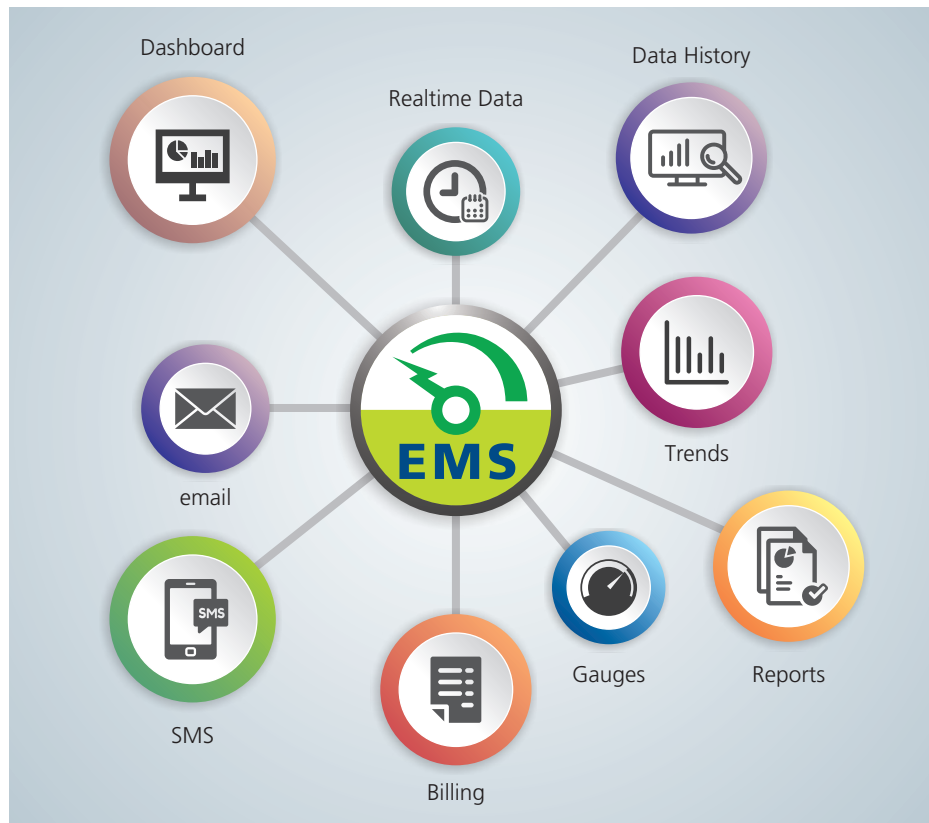 Dashboard
Realtime Data
Data History
EMS
Trends
email
SMS
SMS
Gauges
Reports
Billing